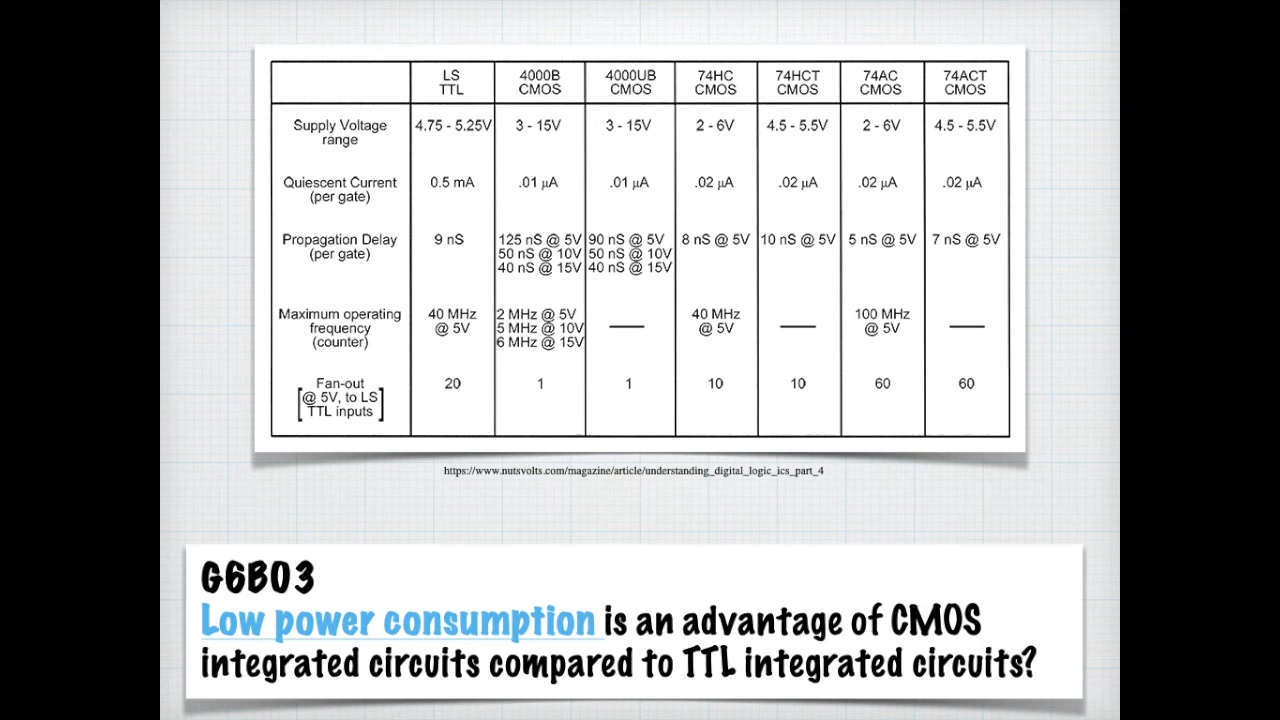 LS 4000B 4000UB 74HC 74HCT 74AC 74ACT
TTL CMOS CMOS CMOS CMOS CMOS CMOS
Supply Voltage 4.75 - 5.25V 3 - 15V 3 - 15V 2 - 6V 4.5 - 5.5V 2 - 6V 4.5 - 5.5V
range
Quiescent Current 0.5 mA .01 µA .01 µA .02 µA .02 µA .02 µA .02 µA
(per gate)
Propagation Delay 9 nS 125 nS @ 5V 90 nS @ 5V 8 nS @ 5V 10 nS @ 5V 5 nS @ 5V 7 nS @ 5V
(per gate) 50 nS @ 10V 50 nS @ 10V
40 nS @ 15V 40 nS @ 15V
Maximum operating 40 MHz 2 MHz @ 5V 40 MHz 100 MHz
frequency @ 5V 5 MHz @ 10V — @ 5V — @ 5V —
(counter) 6 MHz @ 15V
Fan-out 20 1 1 10 10 60 60
[@ 5V, to LS
TTL inputs]
https://www.nutsvolts.com/magazine/article/understanding_digital_logic_ics_part_4
G6B03
Low power consumption is an advantage of CMOS
integrated circuits compared to TTL integrated circuits?